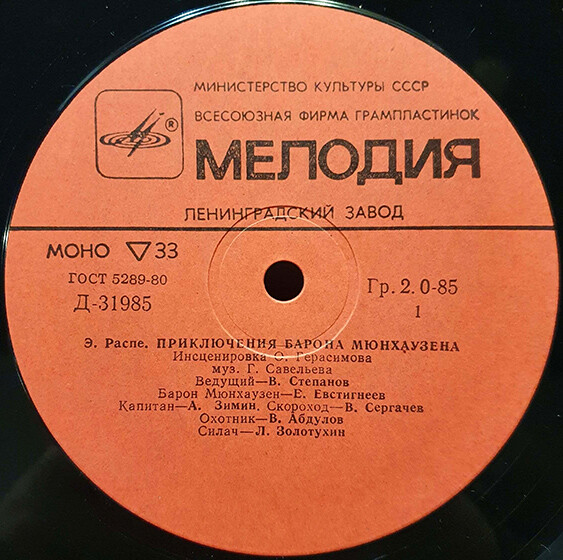 МИНИСТЕРСТВО КУЛЬТУРЫ СССР
ВСЕСОЮЗНАЯ ФИРМА ГРАМПЛАСТИНОК
®
МЕЛОДИЯ
ЛЕНИНГРАДСКИЙ ЗАВОД
МОНО ▽ 33
ГОСТ 5289-80
Д-31985
Гр. 2. 0-85
1
Э. Распе. ПРИКЛЮЧЕНИЯ БАРОНА МЮНХАУЗЕНА
Инсценировка О. Герасимова
муз. Г. Савельева
Ведущий—В. Степанов
Барон Мюнхаузен—Е. Евстигнеев
Капитан—А. Зимин, Скороход—В. Сергачев
Охотник—В. Абдулов
Силач—Л. Золотухин